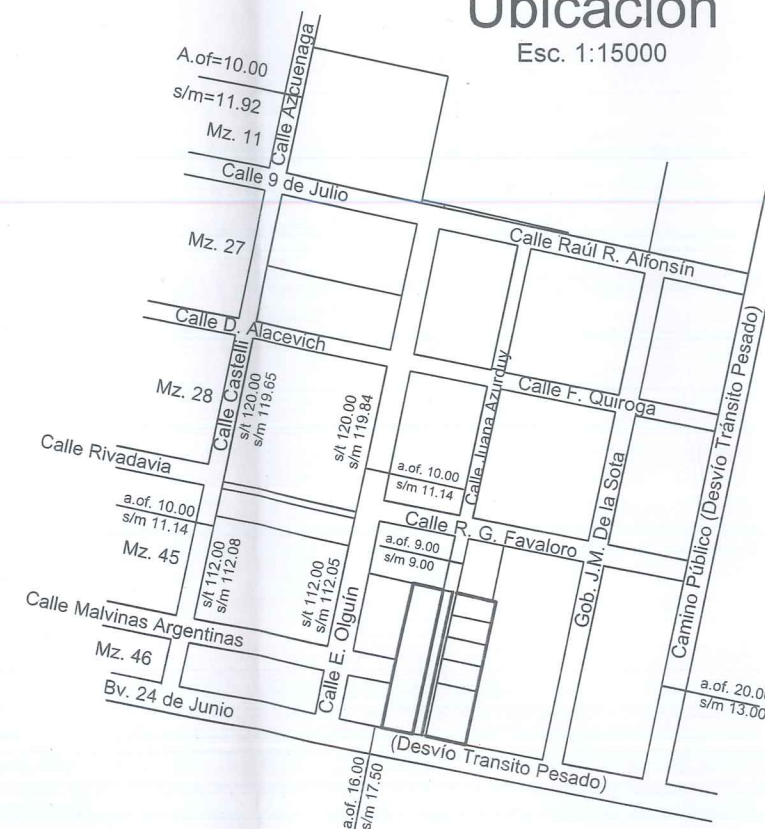 Ubicación
Esc. 1:15000
A.of=10.00
s/m=11.92
Mz. 11
Calle Azcuenaga
Calle 9 de Julio
Mz. 27
Calle Raúl R. Alfonsín
Calle D. Alacevich
Mz. 28
Calle Castelli
s/t 120.00
s/m 119.65
s/t 120.00
s/m 119.84
Calle Juana Azurduy
Calle F. Quiroga
Camino Público (Desvío Tránsito Pesado)
Calle Rivadavia
a.of. 10.00
s/m 11.14
a.of. 10.00
s/m 11.14
Mz. 45
s/t 112.00
s/m 112.08
s/t 112.00
s/m 112.05
Calle R. G. Favaloro
a.of. 9.00
s/m 9.00
Gob. J.M. De la Sota
Calle Malvinas Argentinas
Mz. 46
Calle E. Olguín
Bv. 24 de Junio
(Desvío Transito Pesado)
a.of. 20.00
s/m 13.00
a.of. 16.00
s/m 17.50